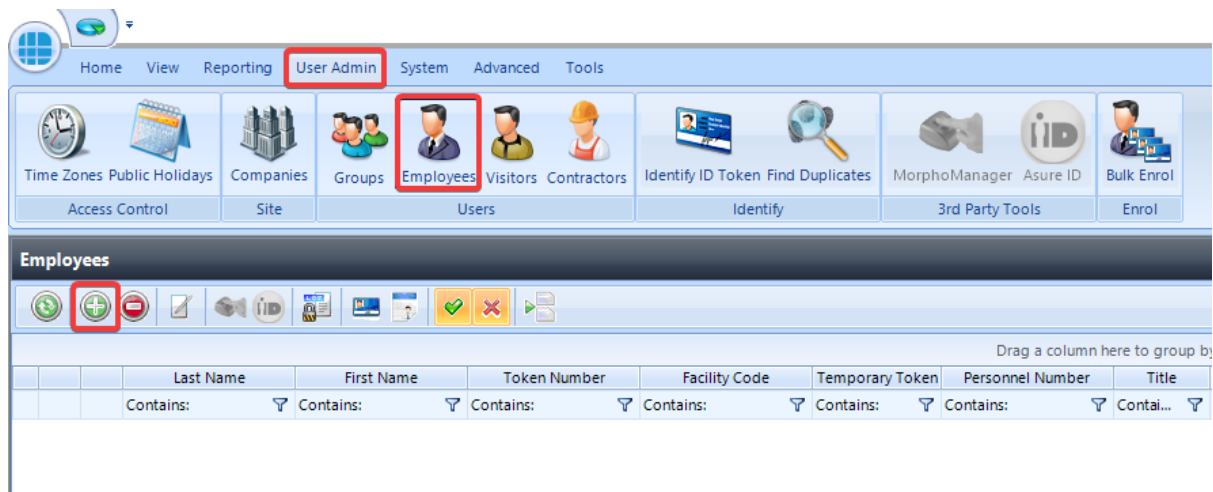 Home View Reporting User Admin System Advanced Tools
Time Zones Public Holidays Companies Groups Employees Visitors Contractors Identify ID Token Find Duplicates MorphoManager Asure ID Bulk Enrol
Access Control Site Users Identify 3rd Party Tools Enrol
Employees
Drag a column here to group by
Last Name First Name Token Number Facility Code Temporary Token Personnel Number Title
Contains: Contains: Contains: Contains: Contains: Contains: Contai...